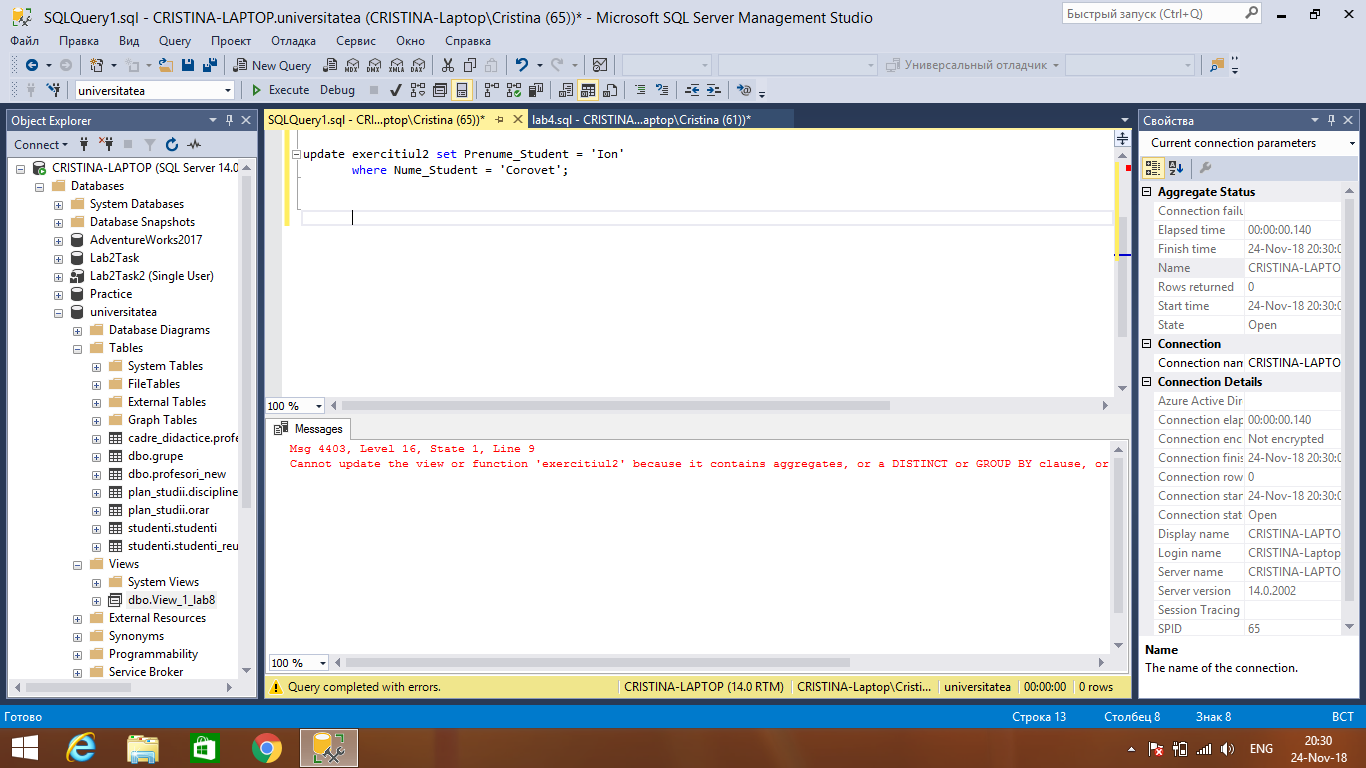 SQLQuery1.sql - CRISTINA-LAPTOP.universitatea (CRISTINA-Laptop\Cristina (65))* - Microsoft SQL Server Management Studio
Быстрый запуск (Ctrl+Q)
Файл Правка Вид Query Проект Отладка Сервис Окно Справка
New Query MDX DMX XMLA DAX Универсальный отладчик
universitatea Execute Debug
Object Explorer
Connect
CRISTINA-LAPTOP (SQL Server 14.0
Databases
System Databases
Database Snapshots
AdventureWorks2017
Lab2Task
Lab2Task2 (Single User)
Practice
universitatea
Database Diagrams
Tables
System Tables
FileTables
External Tables
Graph Tables
cadre_didactice.profe
dbo.grupe
dbo.profesori_new
plan_studii.discipline
plan_studii.orar
studenti.studenti
studenti.studenti_reu
Views
System Views
dbo.View_1_lab8
External Resources
Synonyms
Programmability
Service Broker
SQLQuery1.sql - CRI...ptop\Cristina (65))* lab4.sql - CRISTINA...aptop\Cristina (61))*
update exercitiul2 set Prenume_Student = 'Ion'
where Nume_Student = 'Corovet';
100 %
Messages
Msg 4403, Level 16, State 1, Line 9
Cannot update the view or function 'exercitiul2' because it contains aggregates, or a DISTINCT or GROUP BY clause, or
100 %
Query completed with errors. CRISTINA-LAPTOP (14.0 RTM) CRISTINA-Laptop\Cristi... universitatea 00:00:00 0 rows
Свойства
Current connection parameters
Aggregate Status
Connection failu
Elapsed time 00:00:00.140
Finish time 24-Nov-18 20:30:0
Name CRISTINA-LAPTO
Rows returned 0
Start time 24-Nov-18 20:30:0
State Open
Connection
Connection nam CRISTINA-LAPTO
Connection Details
Azure Active Dir
Connection elap 00:00:00.140
Connection enc Not encrypted
Connection finis 24-Nov-18 20:30:0
Connection row 0
Connection star 24-Nov-18 20:30:0
Connection stat Open
Display name CRISTINA-LAPTO
Login name CRISTINA-Laptop
Server name CRISTINA-LAPTO
Server version 14.0.2002
Session Tracing
SPID 65
Name
The name of the connection.
Готово Строка 13 Столбец 8 Знак 8 ВСТ
ENG 20:30
24-Nov-18